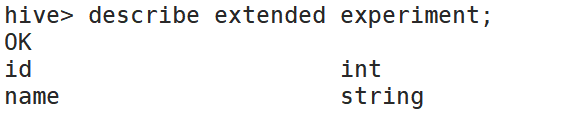 hive> describe extended experiment;
OK
id int
name string